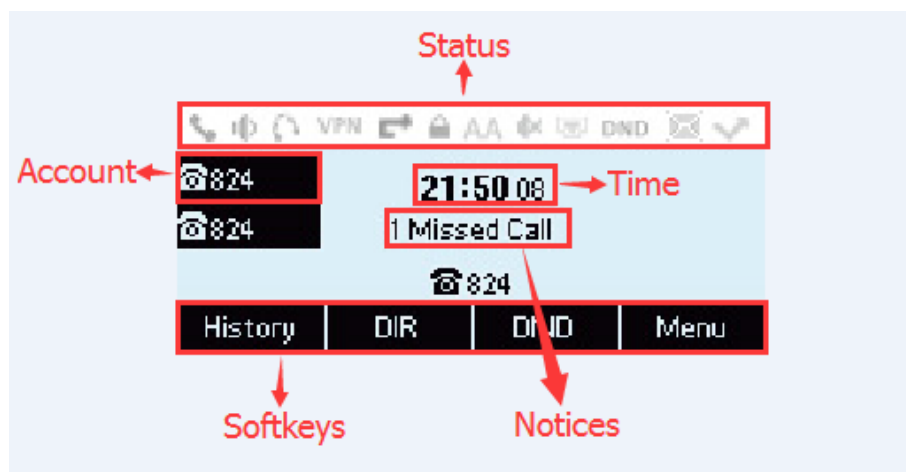 Status
VPN AA DND
Account
824
21:50 08
Time
824
1 Missed Call
824
History DIR DND Menu
Softkeys
Notices